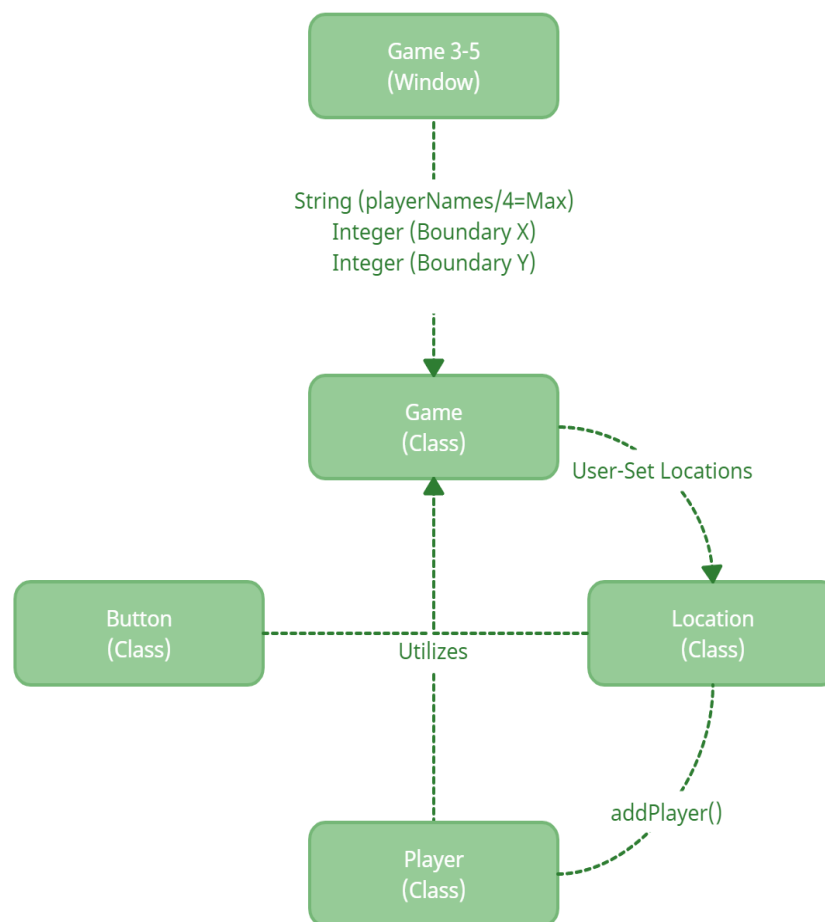 Game 3-5
(Window)
String (playerNames/4=Max)
Integer (Boundary X)
Integer (Boundary Y)
Game
(Class)
User-Set Locations
Button
(Class)
Location
(Class)
Utilizes
addPlayer()
Player
(Class)